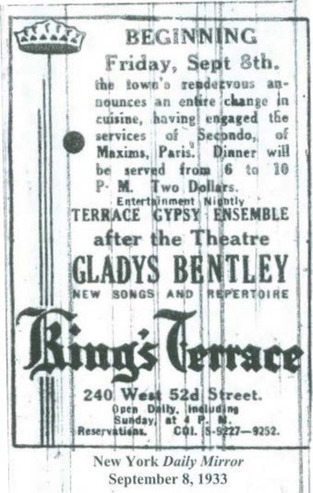 BEGINNING
Friday, Sept 8th.
the town's rendezvous an-
nounces an entire change in
cuisine, having engaged the
services of Secondo, of
Maxims, Paris. Dinner will
be served from 6 to 10
P. M. Two Dollars.
Entertainment Nightly
TERRACE GYPSY ENSEMBLE
after the Theatre
GLADYS BENTLEY
NEW SONGS AND REPERTOIRE
King's Terrace
240 West 52d Street.
Open Daily, Including
Sunday, at 4 P. M.
Reservations. COl. 5-9227—9252.
New York Daily Mirror
September 8, 1933